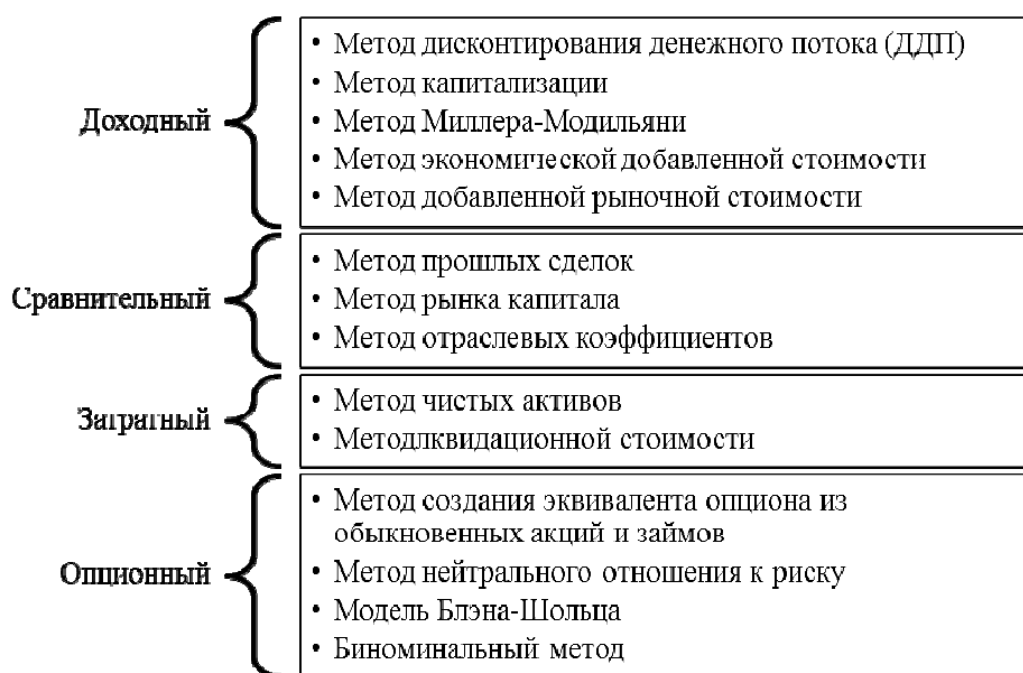 Доходный
• Метод дисконтирования денежного потока (ДДП)
• Метод капитализации
• Метод Миллера-Модильяни
• Метод экономической добавленной стоимости
• Метод добавленной рыночной стоимости
Сравнительный
• Метод прошлых сделок
• Метод рынка капитала
• Метод отраслевых коэффициентов
Затратный
• Метод чистых активов
• Методлквидационной стоимости
Опционный
• Метод создания эквивалента опциона из
обыкновенных акций и займов
• Метод нейтрального отношения к риску
• Модель Блэна-Шольца
• Биноминальный метод